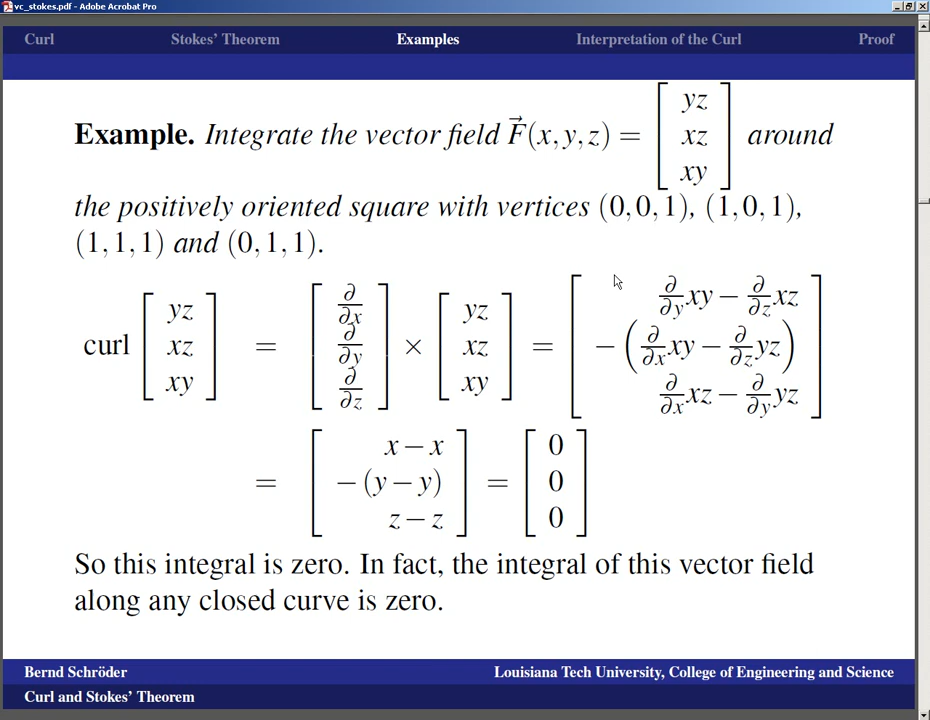 vc_stokes.pdf - Adobe Acrobat Pro
Curl Stokes' Theorem Examples Interpretation of the Curl Proof
Example. Integrate the vector field F⃗(x,y,z) = [ yz xz xy ] around
the positively oriented square with vertices (0,0,1), (1,0,1),
(1,1,1) and (0,1,1).
curl [ yz xz xy ] = [ ∂/∂x ∂/∂y ∂/∂z ] × [ yz xz xy ] = [ ∂/∂y xy − ∂/∂z xz −(∂/∂x xy − ∂/∂z yz) ∂/∂x xz − ∂/∂y yz ]
= [ x − x −(y − y) z − z ] = [ 0 0 0 ]
So this integral is zero. In fact, the integral of this vector field
along any closed curve is zero.
Bernd Schröder Louisiana Tech University, College of Engineering and Science
Curl and Stokes' Theorem